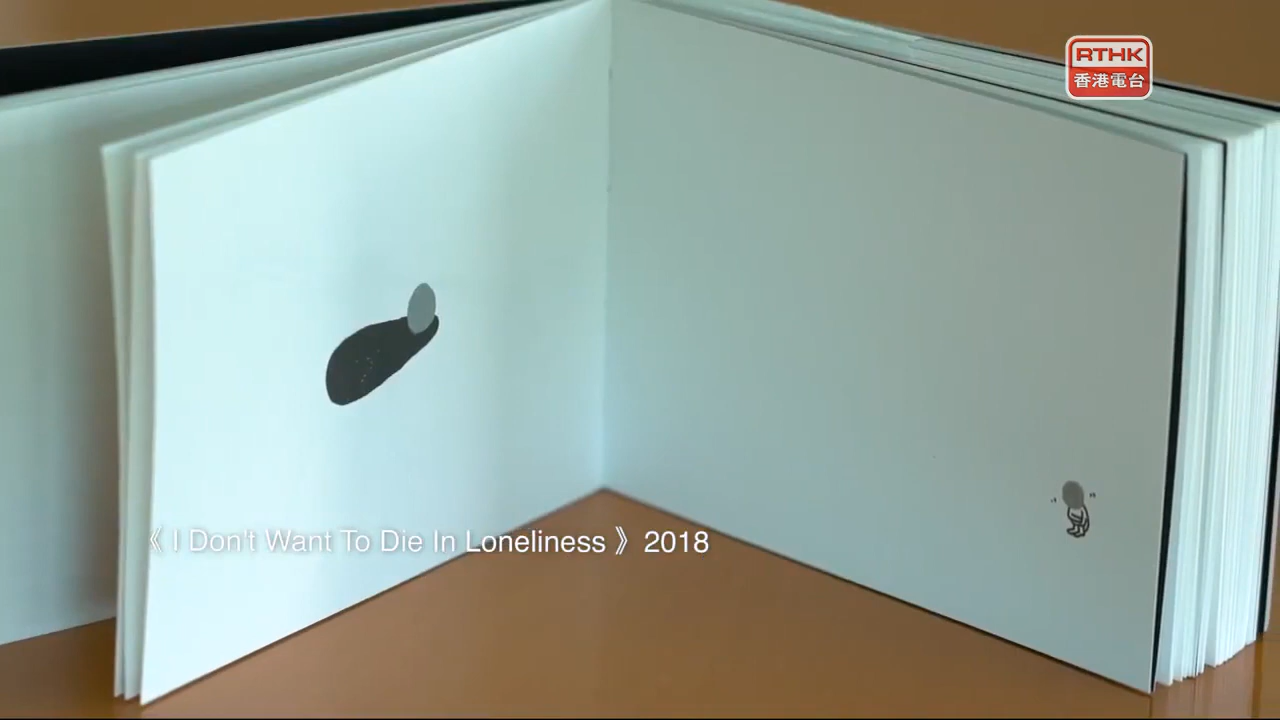 RTHK
香港電台
《 I Don't Want To Die In Loneliness 》 2018